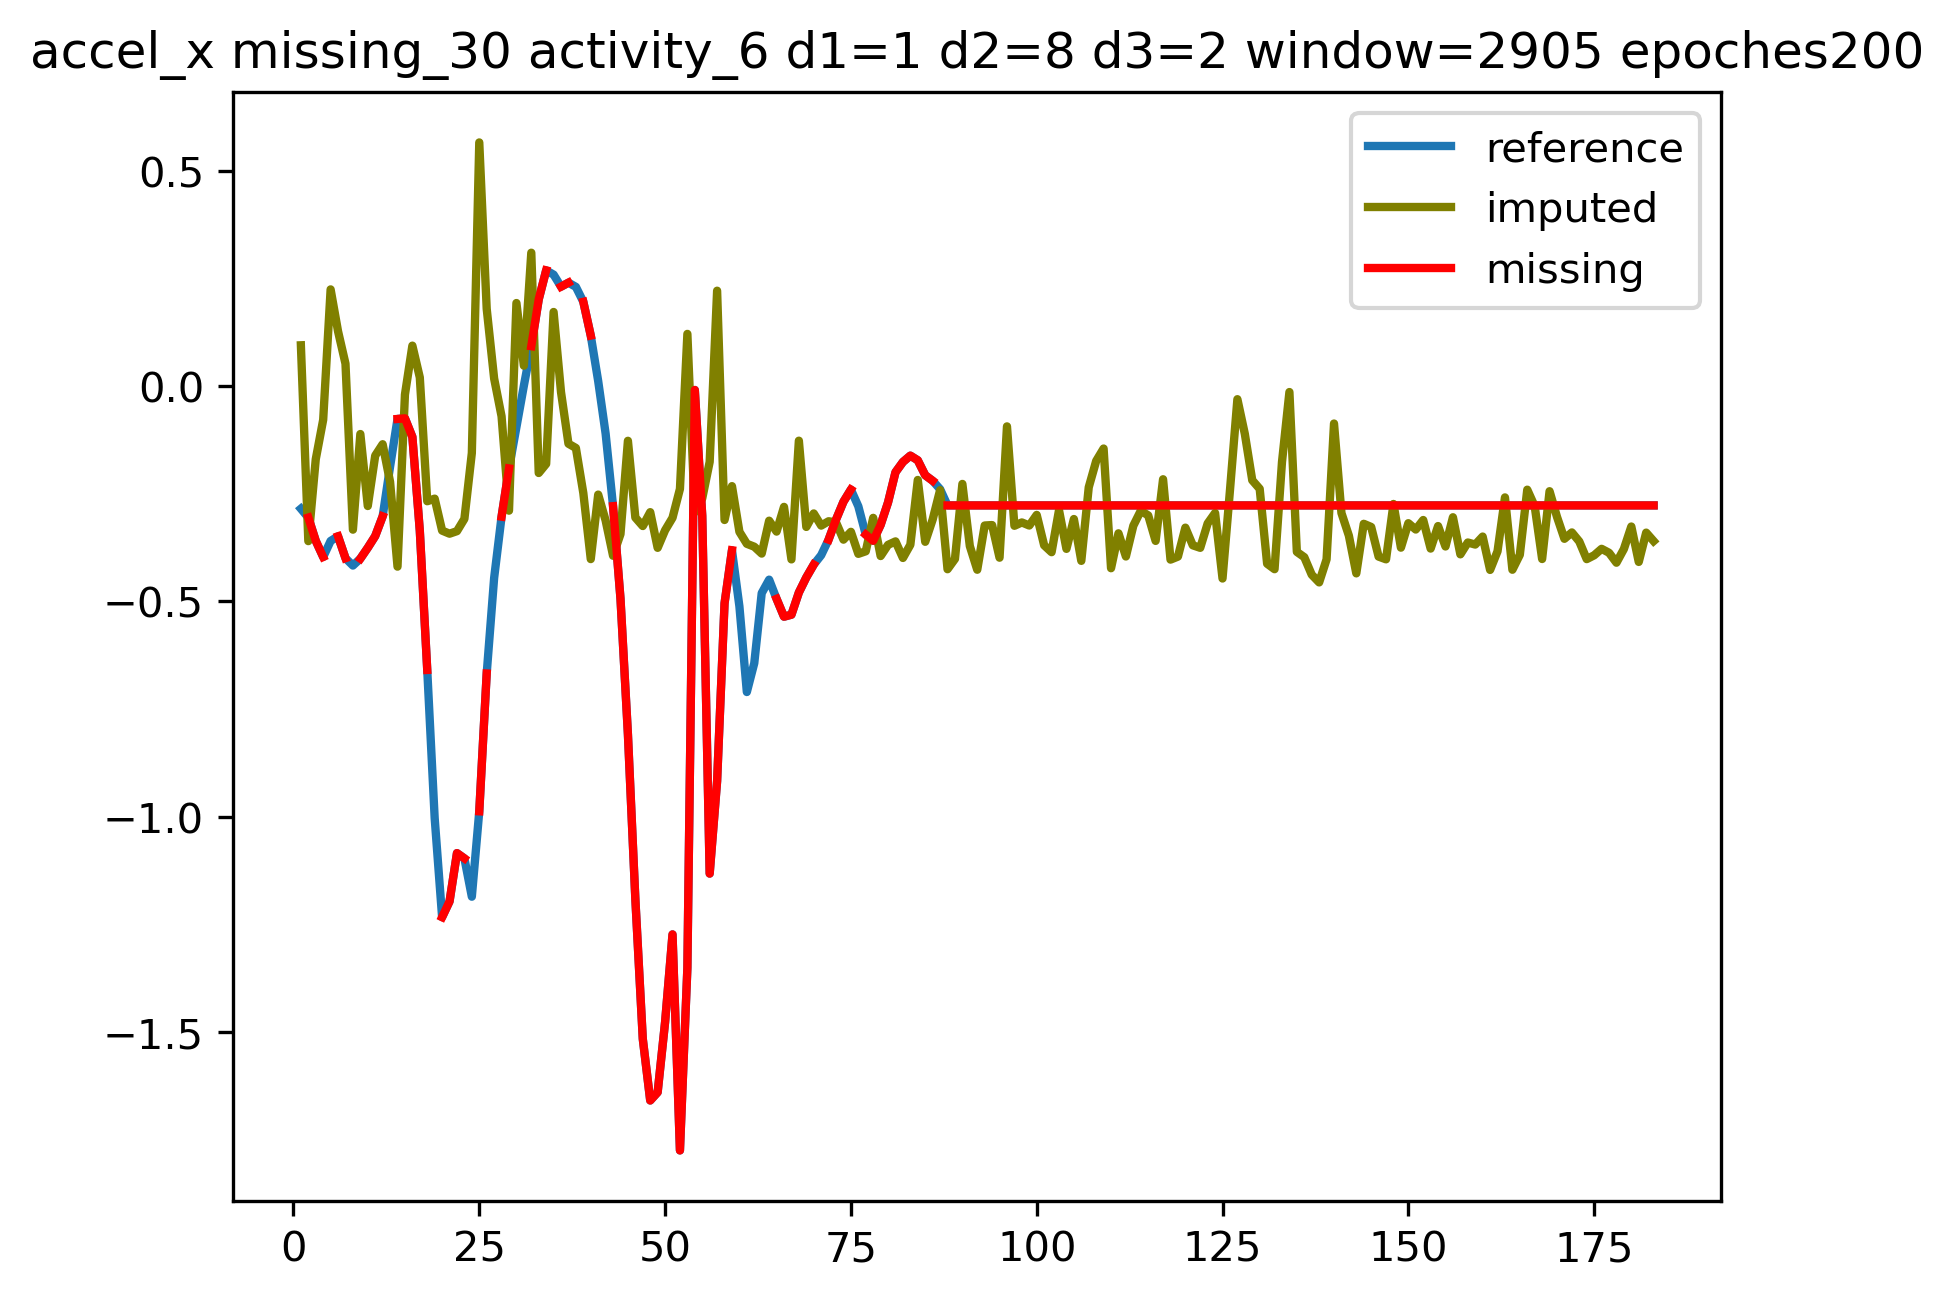 accel_x missing_30 activity_6 d1=1 d2=8 d3=2 window=2905 epoches200
reference
imputed
missing
0.5
0.0
−0.5
−1.0
−1.5
0 25 50 75 100 125 150 175